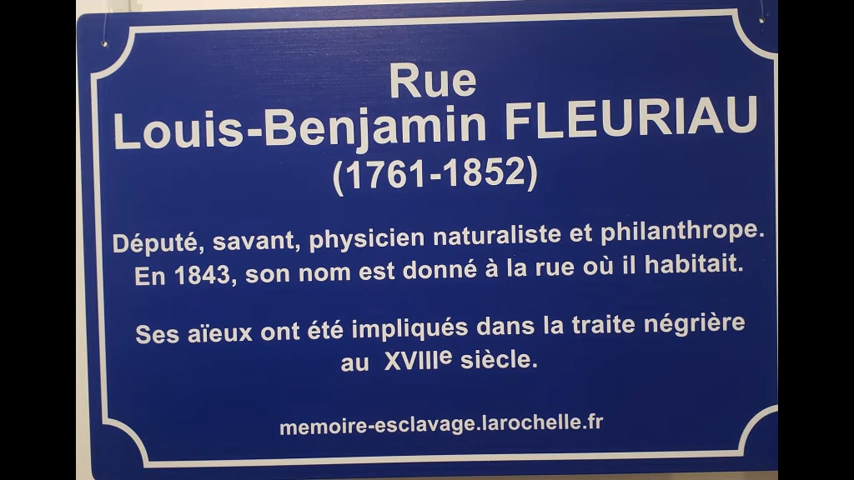 Rue
Louis-Benjamin FLEURIAU
(1761-1852)
Député, savant, physicien naturaliste et philanthrope.
En 1843, son nom est donné à la rue où il habitait.
Ses aïeux ont été impliqués dans la traite négrière
au XVIIIe siècle.
memoire-esclavage.larochelle.fr